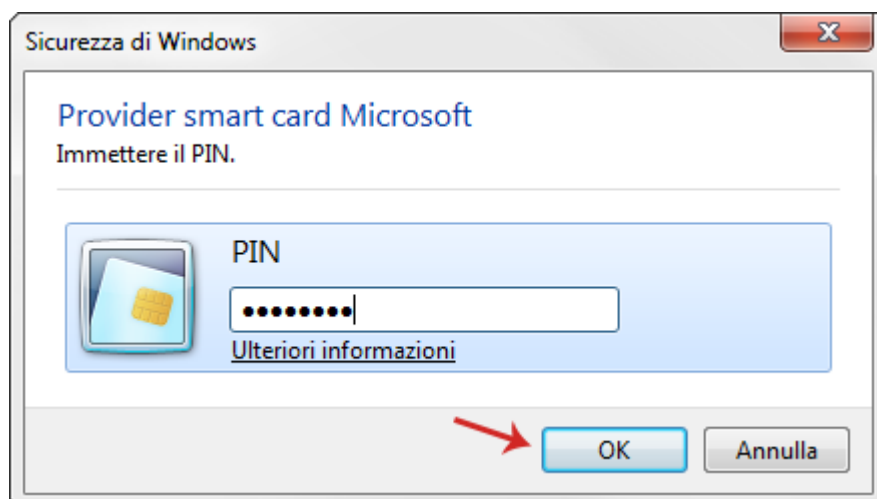 Sicurezza di Windows
Provider smart card Microsoft
Immettere il PIN.
PIN
●●●●●●●●
Ulteriori informazioni
OK
Annulla